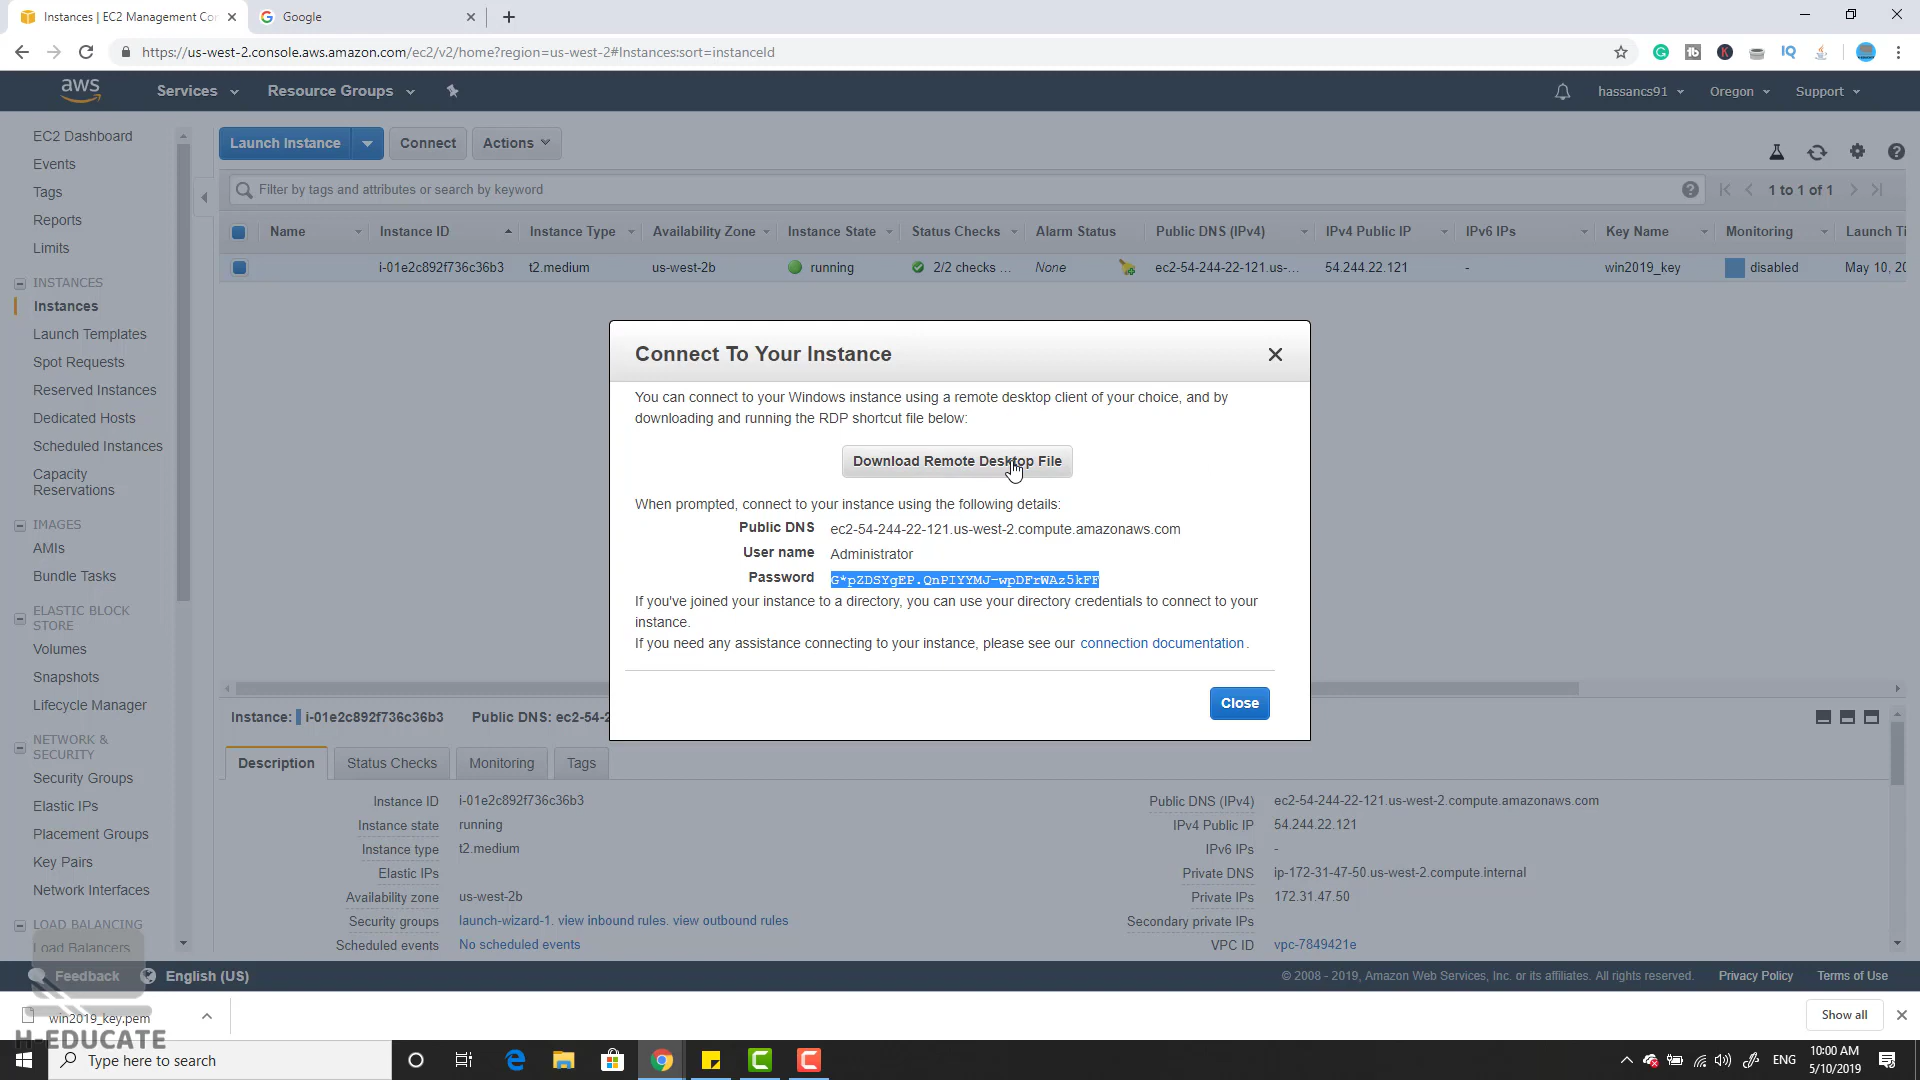 Instances | EC2 Management Con
Google
https://us-west-2.console.aws.amazon.com/ec2/v2/home?region=us-west-2#Instances:sort=instanceId
aws
Services
Resource Groups
hassancs91
Oregon
Support
EC2 Dashboard
Events
Tags
Reports
Limits
INSTANCES
Instances
Launch Templates
Spot Requests
Reserved Instances
Dedicated Hosts
Scheduled Instances
Capacity
Reservations
IMAGES
AMIs
Bundle Tasks
ELASTIC BLOCK
STORE
Volumes
Snapshots
Lifecycle Manager
NETWORK &
SECURITY
Security Groups
Elastic IPs
Placement Groups
Key Pairs
Network Interfaces
LOAD BALANCING
Load Balancers
Launch Instance
Connect
Actions
Filter by tags and attributes or search by keyword
1 to 1 of 1
Name Instance ID Instance Type Availability Zone Instance State Status Checks Alarm Status Public DNS (IPv4) IPv4 Public IP IPv6 IPs Key Name Monitoring Launch Ti
i-01e2c892f736c36b3 t2.medium us-west-2b running 2/2 checks ... None ec2-54-244-22-121.us-... 54.244.22.121 - win2019_key disabled May 10, 20
Connect To Your Instance
You can connect to your Windows instance using a remote desktop client of your choice, and by
downloading and running the RDP shortcut file below:
Download Remote Desktop File
When prompted, connect to your instance using the following details:
Public DNS ec2-54-244-22-121.us-west-2.compute.amazonaws.com
User name Administrator
Password G*pZDSYgEP.QnPIYYMJ-wpDFrWAz5kFF
If you've joined your instance to a directory, you can use your directory credentials to connect to your
instance.
If you need any assistance connecting to your instance, please see our connection documentation.
Close
Instance: i-01e2c892f736c36b3 Public DNS: ec2-54-2
Description
Status Checks
Monitoring
Tags
Instance ID i-01e2c892f736c36b3
Instance state running
Instance type t2.medium
Elastic IPs
Availability zone us-west-2b
Security groups launch-wizard-1. view inbound rules. view outbound rules
Scheduled events No scheduled events
Public DNS (IPv4) ec2-54-244-22-121.us-west-2.compute.amazonaws.com
IPv4 Public IP 54.244.22.121
IPv6 IPs -
Private DNS ip-172-31-47-50.us-west-2.compute.internal
Private IPs 172.31.47.50
Secondary private IPs
VPC ID vpc-7849421e
Feedback
English (US)
© 2008 - 2019, Amazon Web Services, Inc. or its affiliates. All rights reserved.
Privacy Policy
Terms of Use
win2019_key.pem
Show all
H-EDUCATE
Type here to search
ENG
10:00 AM
5/10/2019